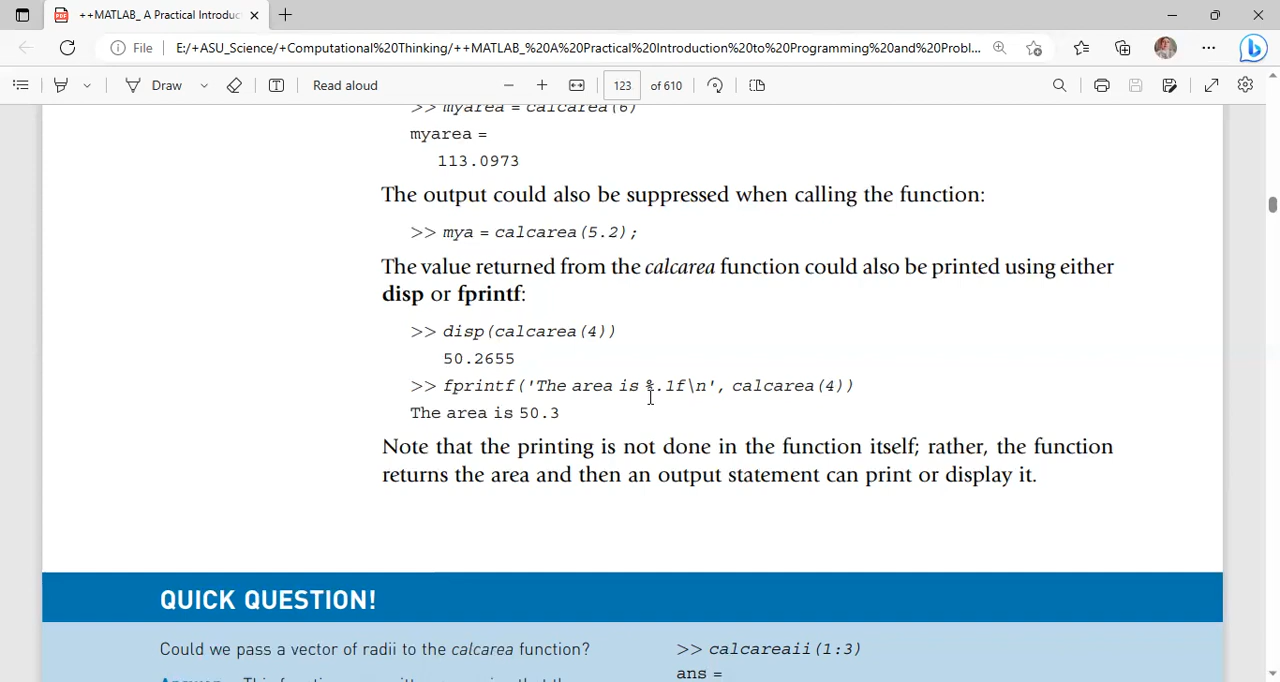 ++MATLAB_ A Practical Introduc
File
E:/+ASU_Science/+Computational%20Thinking/++MATLAB_%20A%20Practical%20Introduction%20to%20Programming%20and%20Probl...
Draw
Read aloud
123
of 610
>> myarea = calcarea(6)
myarea =
113.0973
The output could also be suppressed when calling the function:
>> mya = calcarea(5.2);
The value returned from the calcarea function could also be printed using either
disp or fprintf:
>> disp(calcarea(4))
50.2655
>> fprintf('The area is %.1f\n', calcarea(4))
The area is 50.3
Note that the printing is not done in the function itself; rather, the function
returns the area and then an output statement can print or display it.
QUICK QUESTION!
Could we pass a vector of radii to the calcarea function?
>> calcareaii(1:3)
ans =